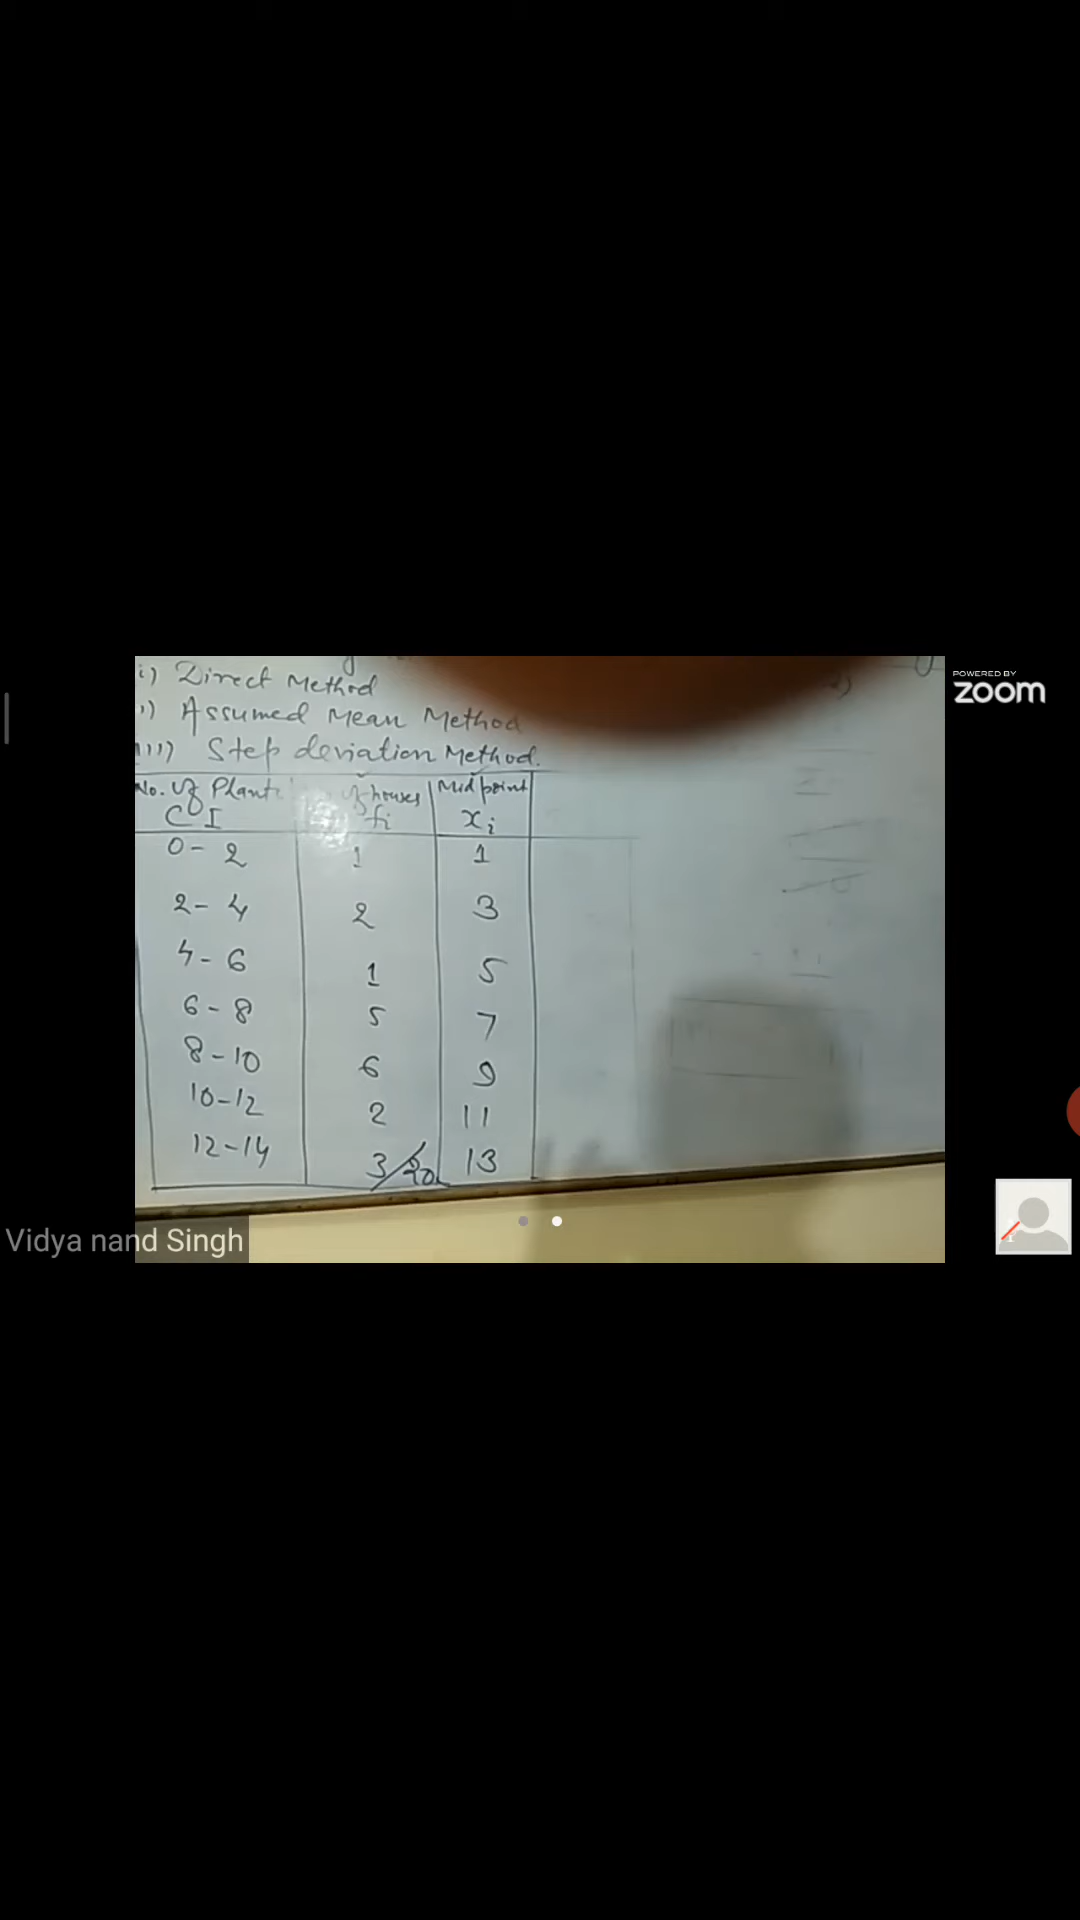 i) Direct Method
i) Assumed Mean Method
iii) Step deviation Method.
No. of Plants of houses Mid point
C I fi xi
0 - 2 1 1
2 - 4 2 3
4 - 6 1 5
6 - 8 5 7
8 - 10 6 9
10 - 12 2 11
12 - 14 3/20 13
POWERED BY
zoom
Vidya nand Singh